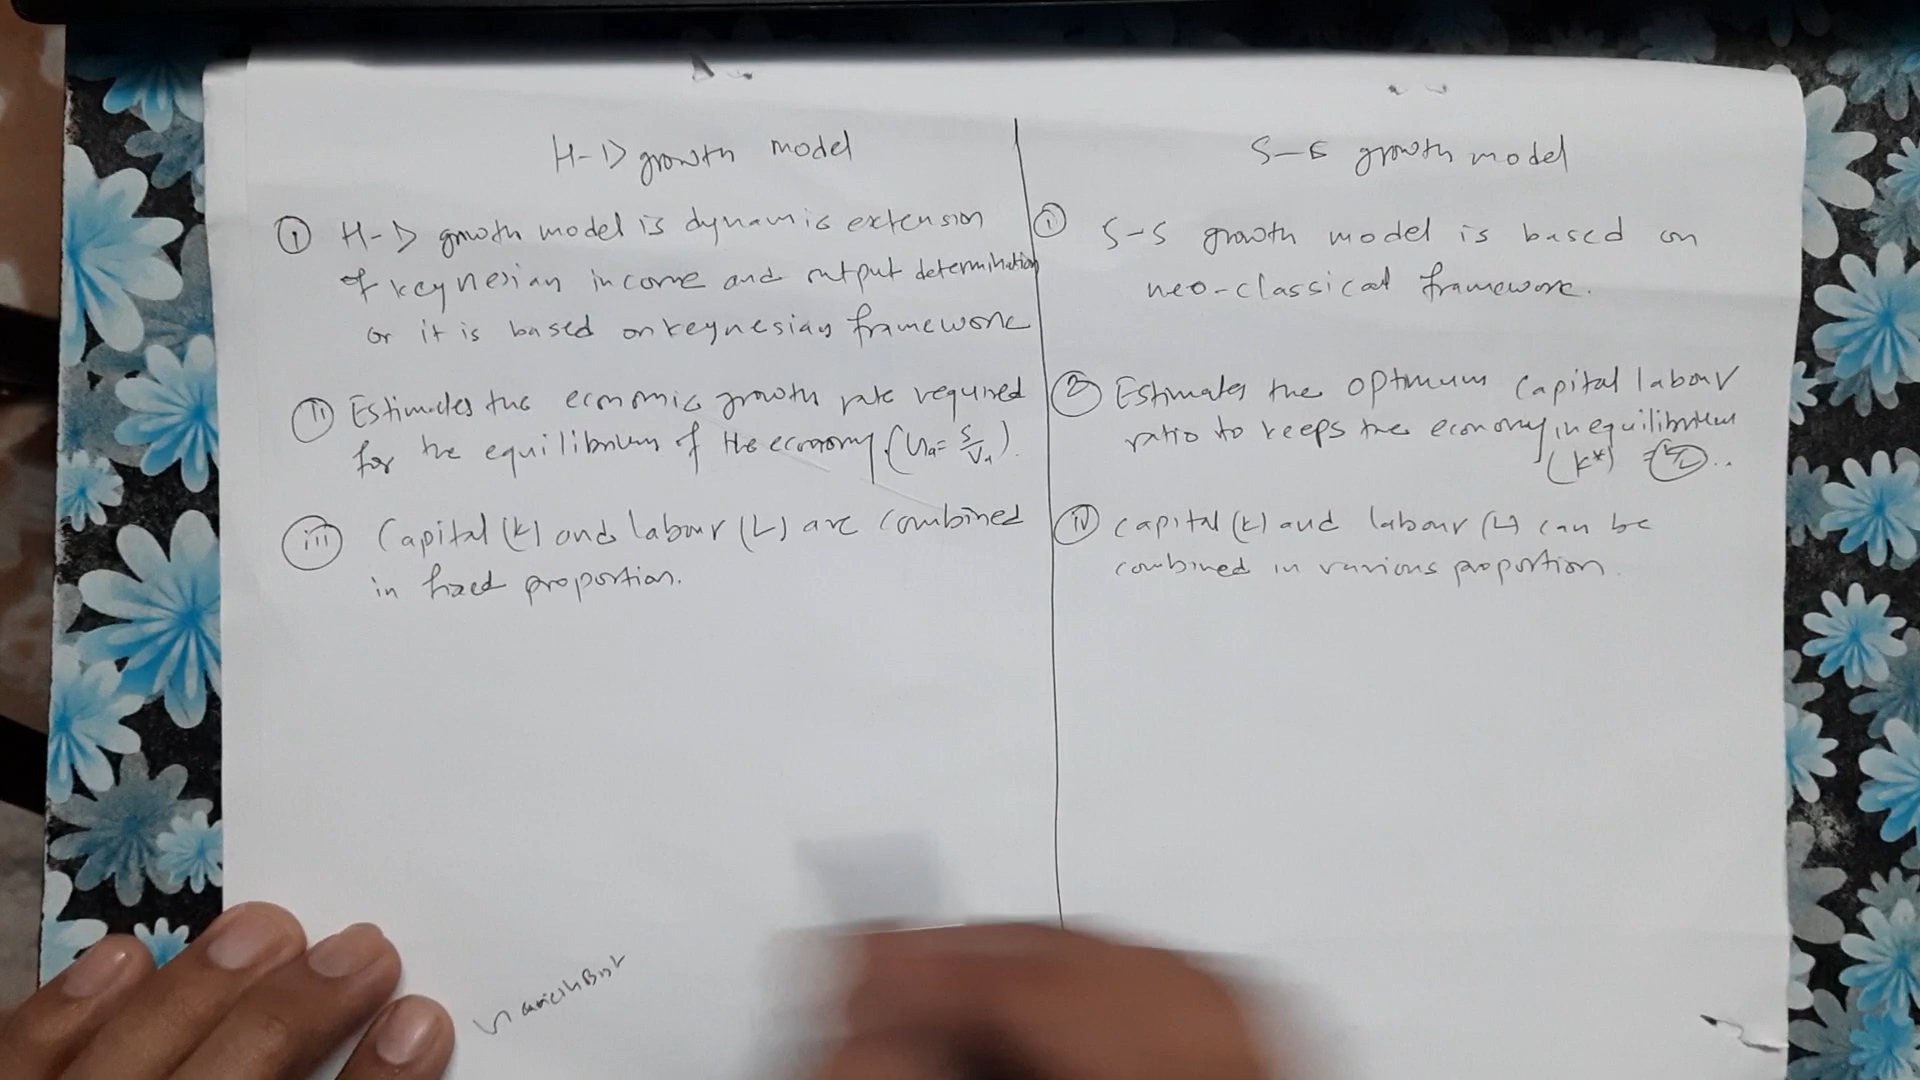 H-D growth model
① H-D growth model is dynamic extension
of keynesian income and output determination
or it is based on keynesian framework
ii Estimates the economic growth rate required
for the equilibrium of the economy.
iii Capital (K) and labour (L) are combined
in fixed proportion.
S-S growth model
① S-S growth model is based on
neo-classical framework.
② Estimates the optimum capital labour
ratio to keeps the economy in equilibrium
(k*)
iv capital (K) and labour (L) can be
combined in various proportion.